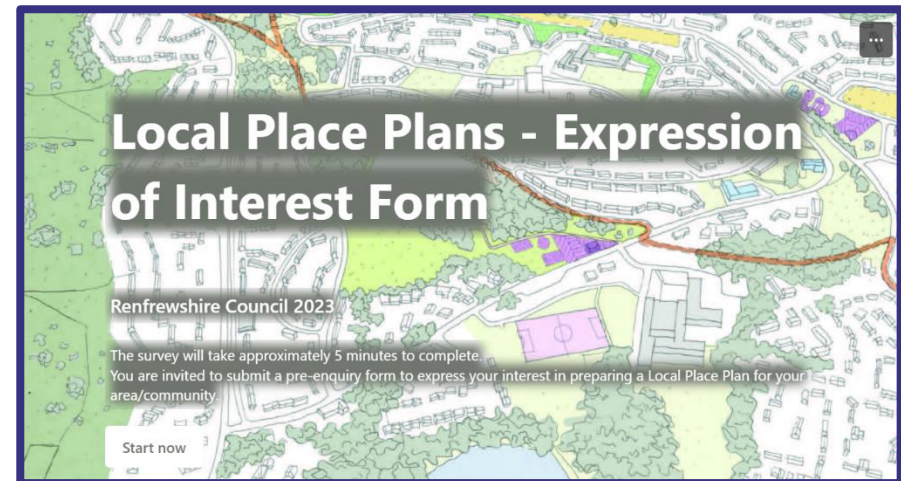 Local Place Plans - Expression
of Interest Form
Renfrewshire Council 2023
The survey will take approximately 5 minutes to complete.
You are invited to submit a pre-enquiry form to express your interest in preparing a Local Place Plan for your
area/community.
Start now